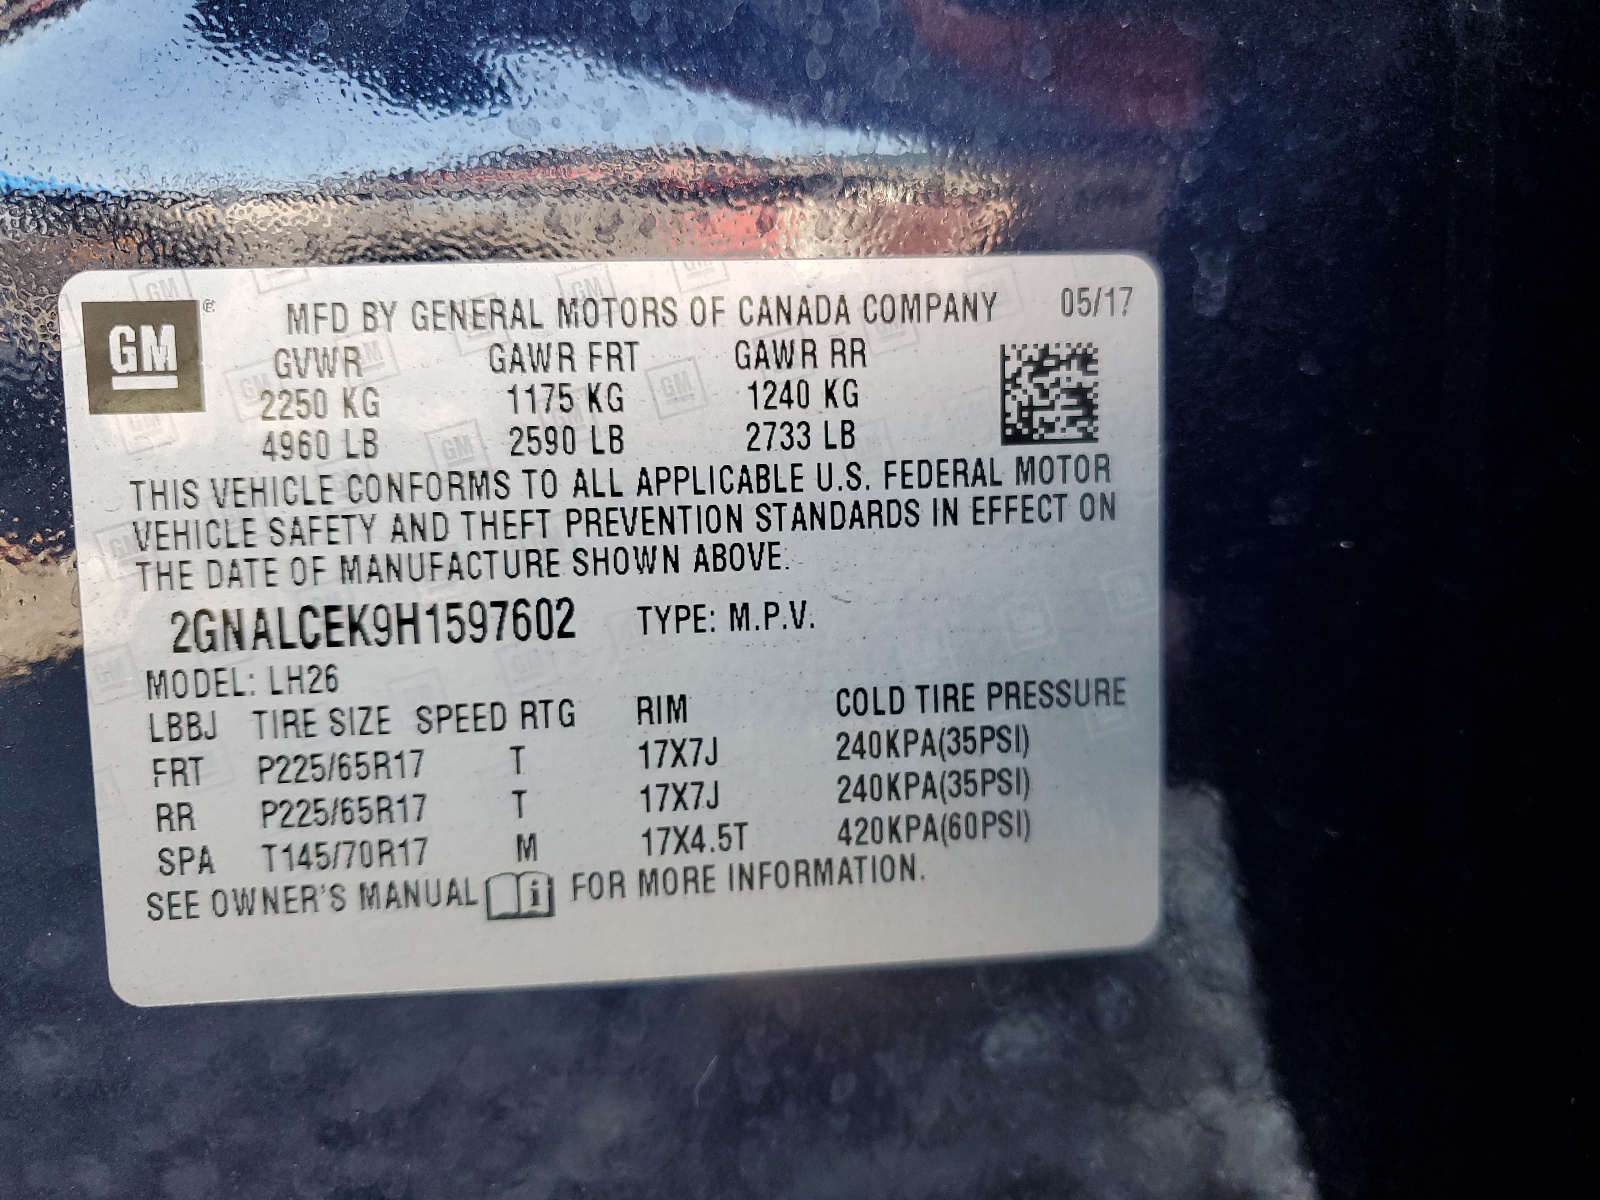 GM® MFD BY GENERAL MOTORS OF CANADA COMPANY 05/17
GVWR GAWR FRT GAWR RR
2250 KG 1175 KG 1240 KG
4960 LB 2590 LB 2733 LB
THIS VEHICLE CONFORMS TO ALL APPLICABLE U.S. FEDERAL MOTOR
VEHICLE SAFETY AND THEFT PREVENTION STANDARDS IN EFFECT ON
THE DATE OF MANUFACTURE SHOWN ABOVE.
2GNALCEK9H1597602 TYPE: M.P.V.
MODEL: LH26
LBBJ TIRE SIZE SPEED RTG RIM COLD TIRE PRESSURE
FRT P225/65R17 T 17X7J 240KPA(35PSI)
RR P225/65R17 T 17X7J 240KPA(35PSI)
SPA T145/70R17 M 17X4.5T 420KPA(60PSI)
SEE OWNER'S MANUAL i FOR MORE INFORMATION.